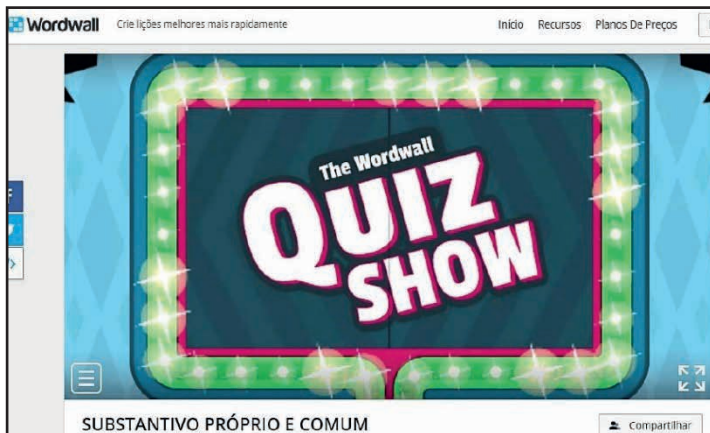 Wordwall Crie lições melhores mais rapidamente Início Recursos Planos De Preços
The Wordwall
QUIZ
SHOW
SUBSTANTIVO PRÓPRIO E COMUM Compartilhar